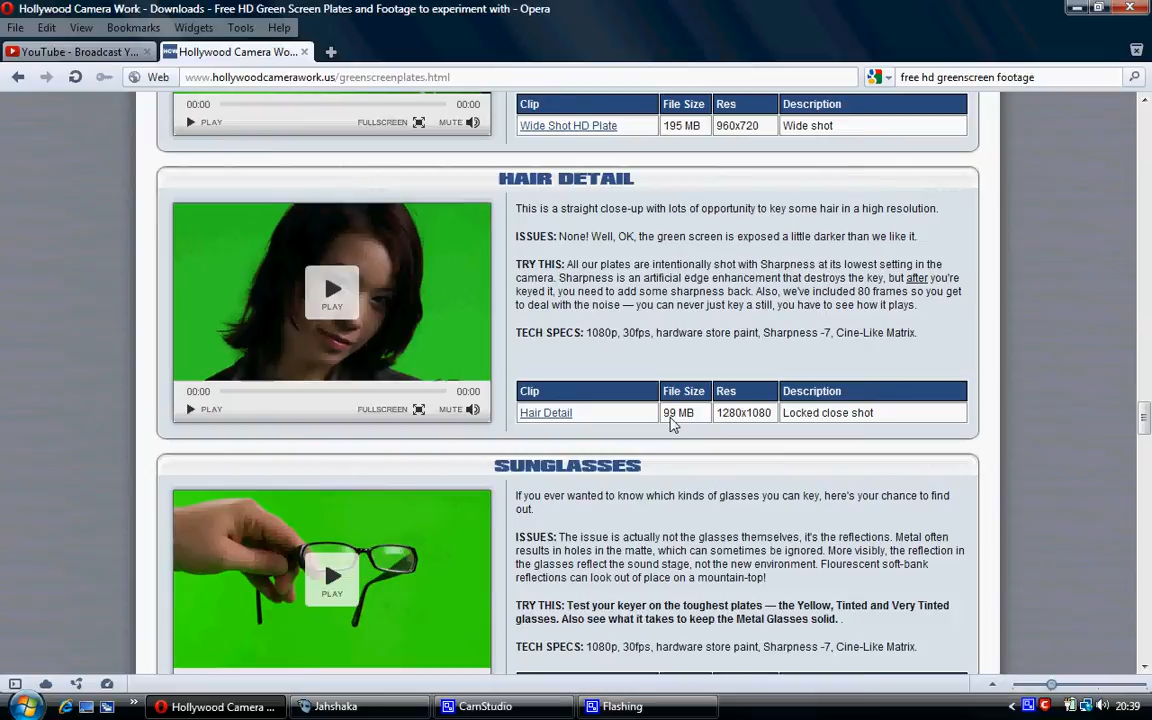 Hollywood Camera Work - Downloads - Free HD Green Screen Plates and Footage to experiment with - Opera
File Edit View Bookmarks Widgets Tools Help
YouTube - Broadcast Y... Hollywood Camera Wo...
Web www.hollywoodcamerawork.us/greenscreenplates.html free hd greenscreen footage
00:00 00:00
PLAY FULLSCREEN MUTE
Clip File Size Res Description
Wide Shot HD Plate 195 MB 960x720 Wide shot
HAIR DETAIL
PLAY
00:00 00:00
PLAY FULLSCREEN MUTE
This is a straight close-up with lots of opportunity to key some hair in a high resolution.
ISSUES: None! Well, OK, the green screen is exposed a little darker than we like it.
TRY THIS: All our plates are intentionally shot with Sharpness at its lowest setting in the
camera. Sharpness is an artificial edge enhancement that destroys the key, but after you're
keyed it, you need to add some sharpness back. Also, we've included 80 frames so you get
to deal with the noise — you can never just key a still, you have to see how it plays.
TECH SPECS: 1080p, 30fps, hardware store paint, Sharpness -7, Cine-Like Matrix.
Clip File Size Res Description
Hair Detail 99 MB 1280x1080 Locked close shot
SUNGLASSES
PLAY
If you ever wanted to know which kinds of glasses you can key, here's your chance to find
out.
ISSUES: The issue is actually not the glasses themselves, it's the reflections. Metal often
results in holes in the matte, which can sometimes be ignored. More visibly, the reflection in
the glasses reflect the sound stage, not the new environment. Flourescent soft-bank
reflections can look out of place on a mountain-top!
TRY THIS: Test your keyer on the toughest plates — the Yellow, Tinted and Very Tinted
glasses. Also see what it takes to keep the Metal Glasses solid. .
TECH SPECS: 1080p, 30fps, hardware store paint, Sharpness -7, Cine-Like Matrix.
Hollywood Camera ... Jahshaka CamStudio Flashing 20:39